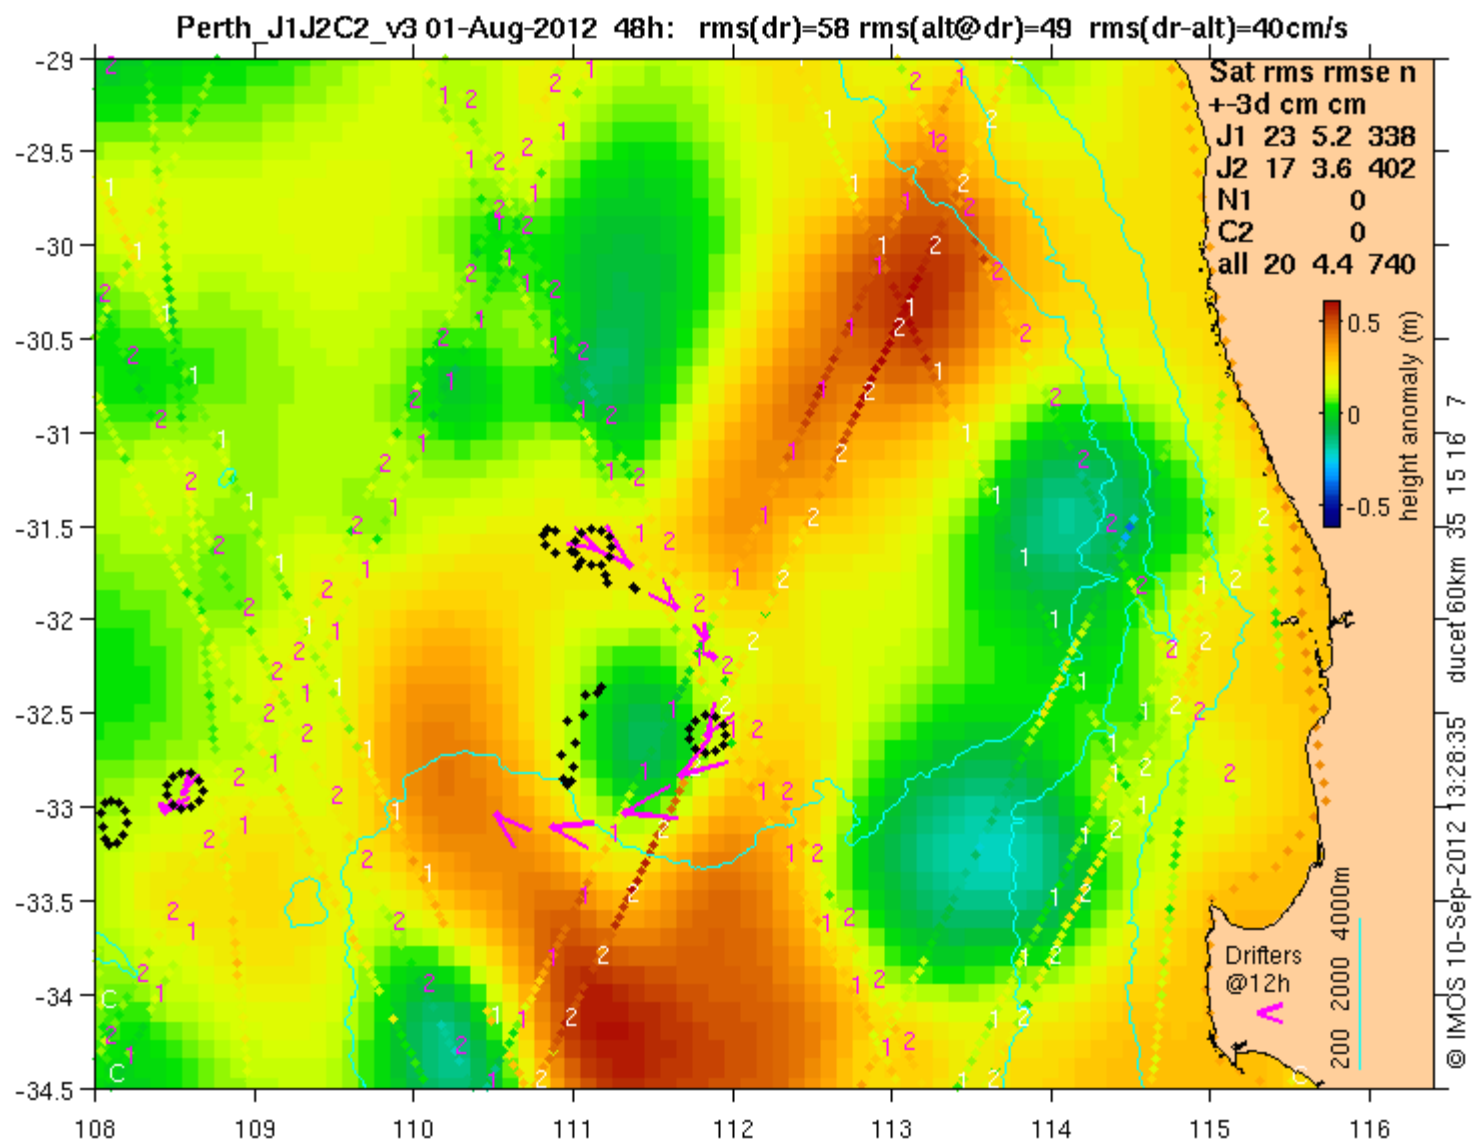 Perth_J1J2C2_v3 01-Aug-2012 48h: rms(dr)=58 rms(alt@dr)=49 rms(dr-alt)=40cm/s
Sat rms rmse n
+-3d cm cm
J1 23 5.2 338
J2 17 3.6 402
N1 0
C2 0
all 20 4.4 740
0.5
0
-0.5
height anomaly (m)
-29
-29.5
-30
-30.5
-31
-31.5
-32
-32.5
-33
-33.5
-34
-34.5
108
109
110
111
112
113
114
115
116
Drifters
@12h
200 2000 4000m
© IMOS 10-Sep-2012 13:28:35 ducet 60km 35 15 16 7
C
C
C